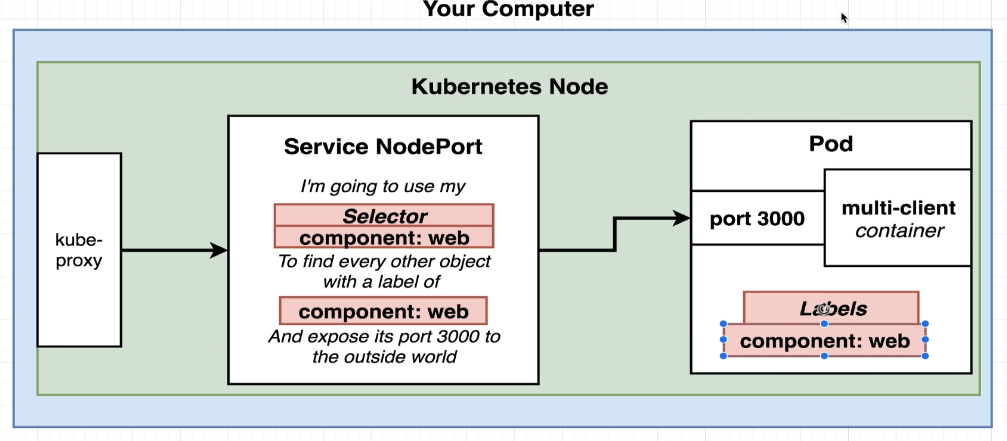 Your Computer
Kubernetes Node
kube-
proxy
Service NodePort
I'm going to use my
Selector
component: web
To find every other object
with a label of
component: web
And expose its port 3000 to
the outside world
Pod
port 3000
multi-client
container
Labels
component: web